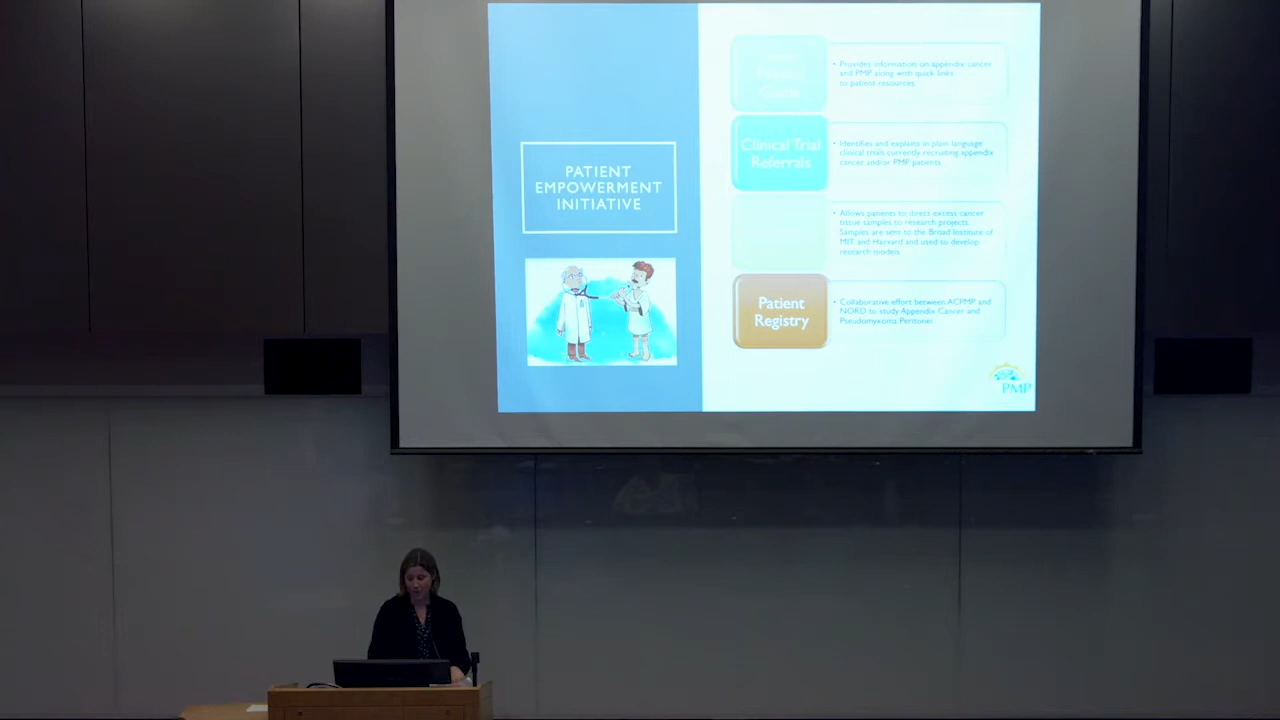 PATIENT
EMPOWERMENT
INITIATIVE
Patient
Guide
• Provides information on appendix cancer
and PMP along with quick links
to patient resources
Clinical Trial
Referrals
• Identifies and explains in plain language
clinical trials currently recruiting appendix
cancer and/or PMP patients.
• Allows patients to direct excess cancer
tissue samples to research projects.
Samples are sent to the Broad Institute of
MIT and Harvard and used to develop
research models.
Patient
Registry
• Collaborative effort between ACPMP and
NORD to study Appendix Cancer and
Pseudomyxoma Peritonei.
PMP